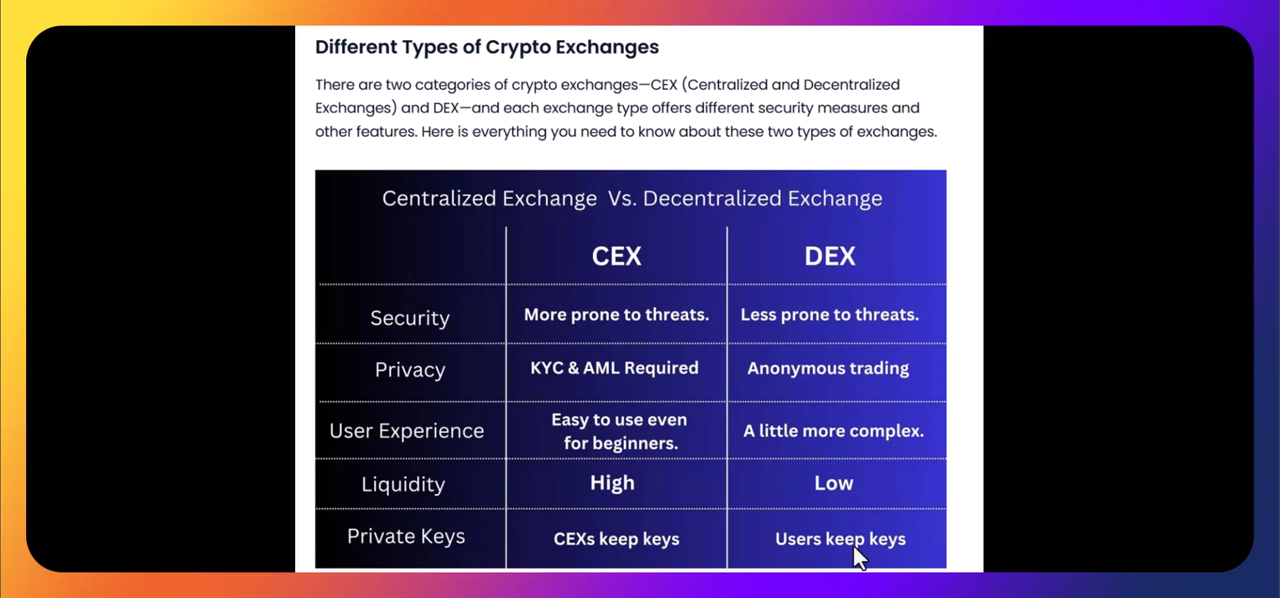 Different Types of Crypto Exchanges
There are two categories of crypto exchanges—CEX (Centralized and Decentralized
Exchanges) and DEX—and each exchange type offers different security measures and
other features. Here is everything you need to know about these two types of exchanges.
Centralized Exchange Vs. Decentralized Exchange
CEX DEX
Security More prone to threats. Less prone to threats.
Privacy KYC & AML Required Anonymous trading
User Experience Easy to use even
for beginners. A little more complex.
Liquidity High Low
Private Keys CEXs keep keys Users keep keys